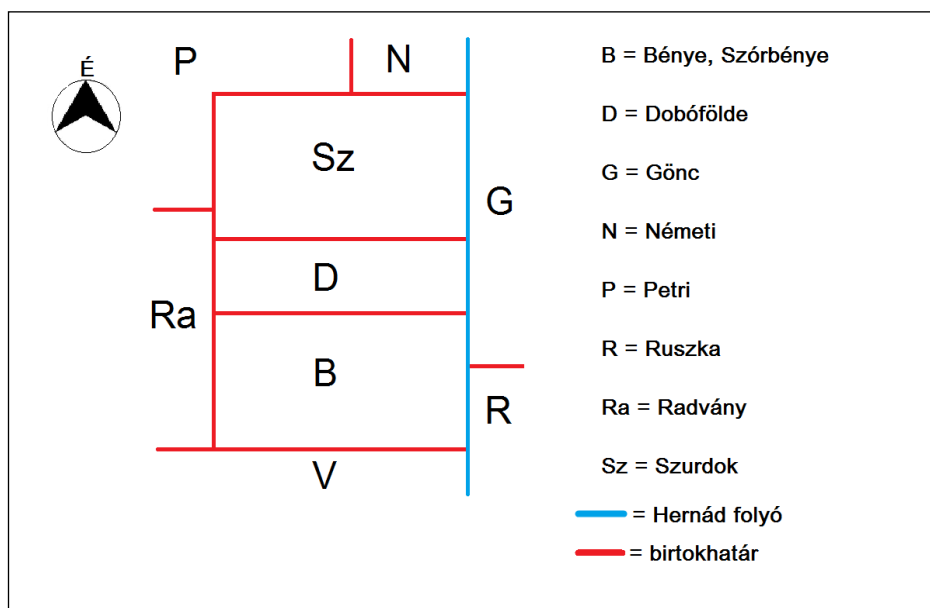 É
P
N
Sz
G
D
Ra
B
R
V
B = Bénye, Szórbénye
D = Dobófölde
G = Gönc
N = Németi
P = Petri
R = Ruszka
Ra = Radvány
Sz = Szurdok
= Hernád folyó
= birtokhatár